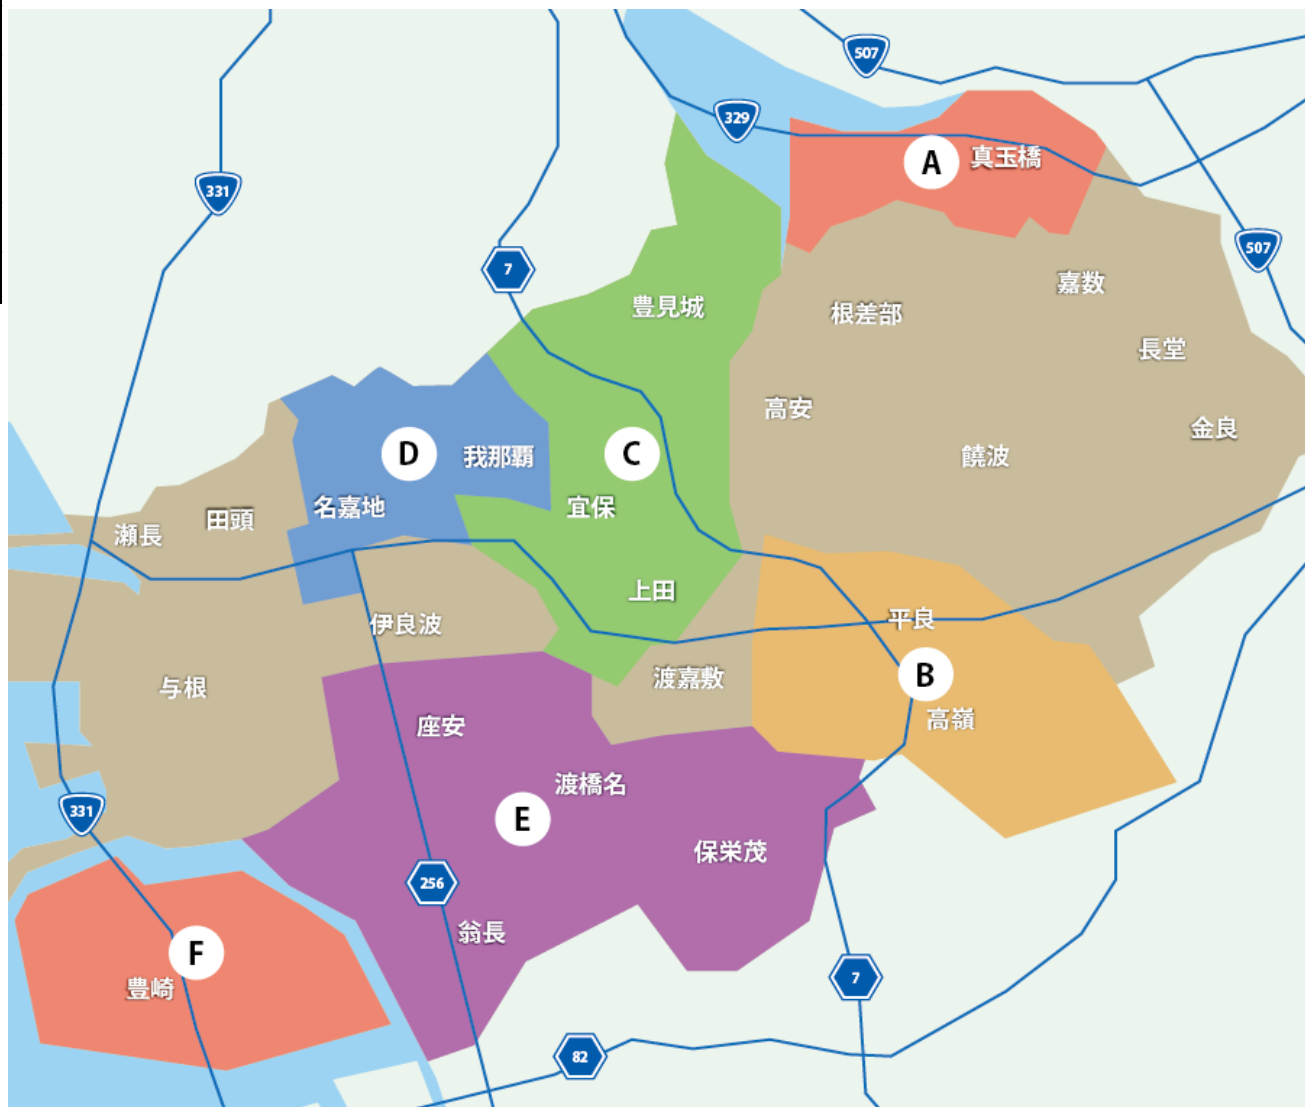 507
329
A
真玉橋
331
507
7
嘉数
豊見城
根差部
長堂
高安
金良
D
我那覇
C
饒波
名嘉地
宜保
田頭
瀬長
上田
伊良波
平良
渡嘉敷
B
与根
高嶺
座安
渡橋名
331
E
保栄茂
256
翁長
F
豊崎
7
82